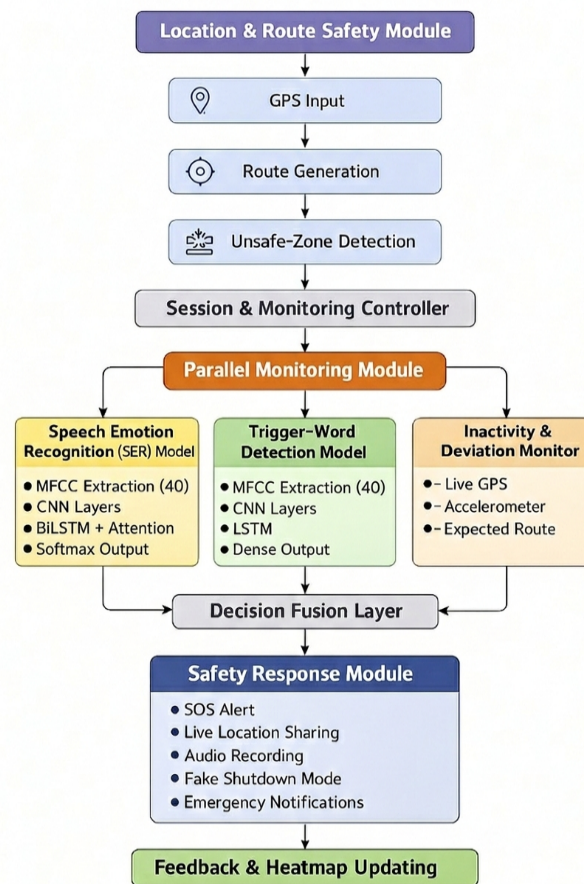 Location & Route Safety Module
GPS Input
Route Generation
Unsafe-Zone Detection
Session & Monitoring Controller
Parallel Monitoring Module
Speech Emotion
Recognition (SER) Model
• MFCC Extraction (40)
• CNN Layers
• BiLSTM + Attention
• Softmax Output
Trigger-Word
Detection Model
• MFCC Extraction (40)
• CNN Layers
• LSTM
• Dense Output
Inactivity &
Deviation Monitor
•- Live GPS
•- Accelerometer
•- Expected Route
Decision Fusion Layer
Safety Response Module
• SOS Alert
• Live Location Sharing
• Audio Recording
• Fake Shutdown Mode
• Emergency Notifications
Feedback & Heatmap Updating